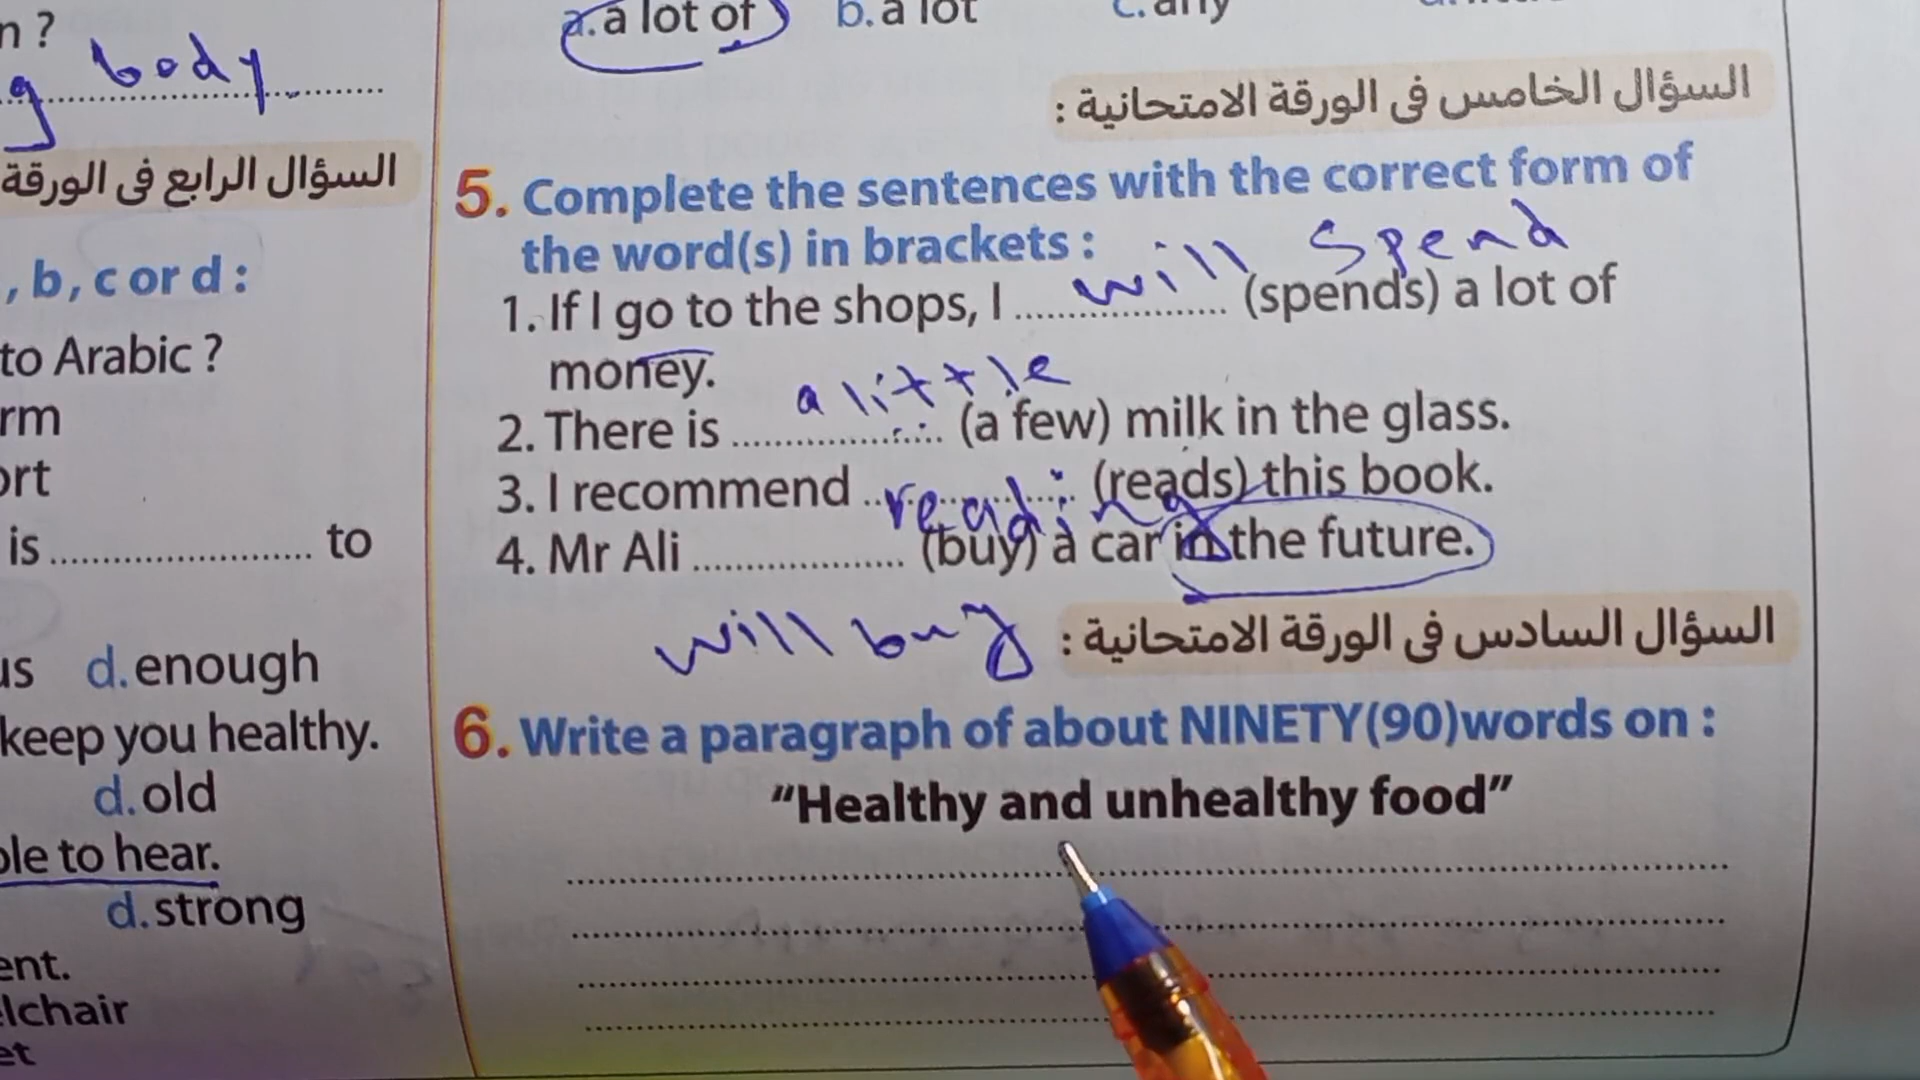 n ?
g body
السؤال الرابع فى الورقة
, b, c or d :
to Arabic ?
rm
ort
is ........................ to
us d. enough
keep you healthy.
d. old
ble to hear.
d. strong
ent.
elchair
et
a. a lot of b. a lot c. any
السؤال الخامس فى الورقة الامتحانية :
5. Complete the sentences with the correct form of
the word(s) in brackets :
will spend
1. If I go to the shops, I .................... (spends) a lot of
money.
a little
2. There is .................... (a few) milk in the glass.
3. I recommend .................... (reads) this book.
reading
4. Mr Ali .................... (buy) a car in the future.
will buy
السؤال السادس فى الورقة الامتحانية :
6. Write a paragraph of about NINETY(90)words on :
“Healthy and unhealthy food”